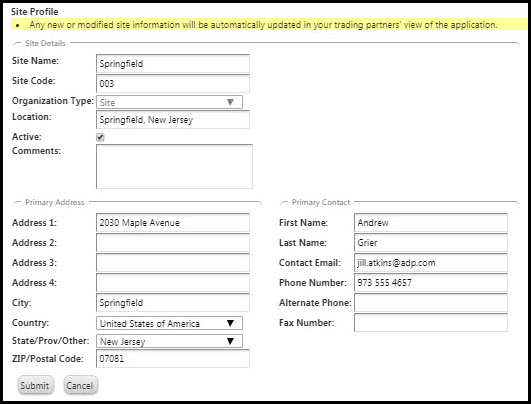 Site Profile
• Any new or modified site information will be automatically updated in your trading partners' view of the application.
Site Details
Site Name: Springfield
Site Code: 003
Organization Type: Site
Location: Springfield, New Jersey
Active:
Comments:
Primary Address
Address 1: 2030 Maple Avenue
Address 2:
Address 3:
Address 4:
City: Springfield
Country: United States of America
State/Prov/Other: New Jersey
ZIP/Postal Code: 07081
Primary Contact
First Name: Andrew
Last Name: Grier
Contact Email: jill.atkins@adp.com
Phone Number: 973 555 4657
Alternate Phone:
Fax Number:
Submit Cancel